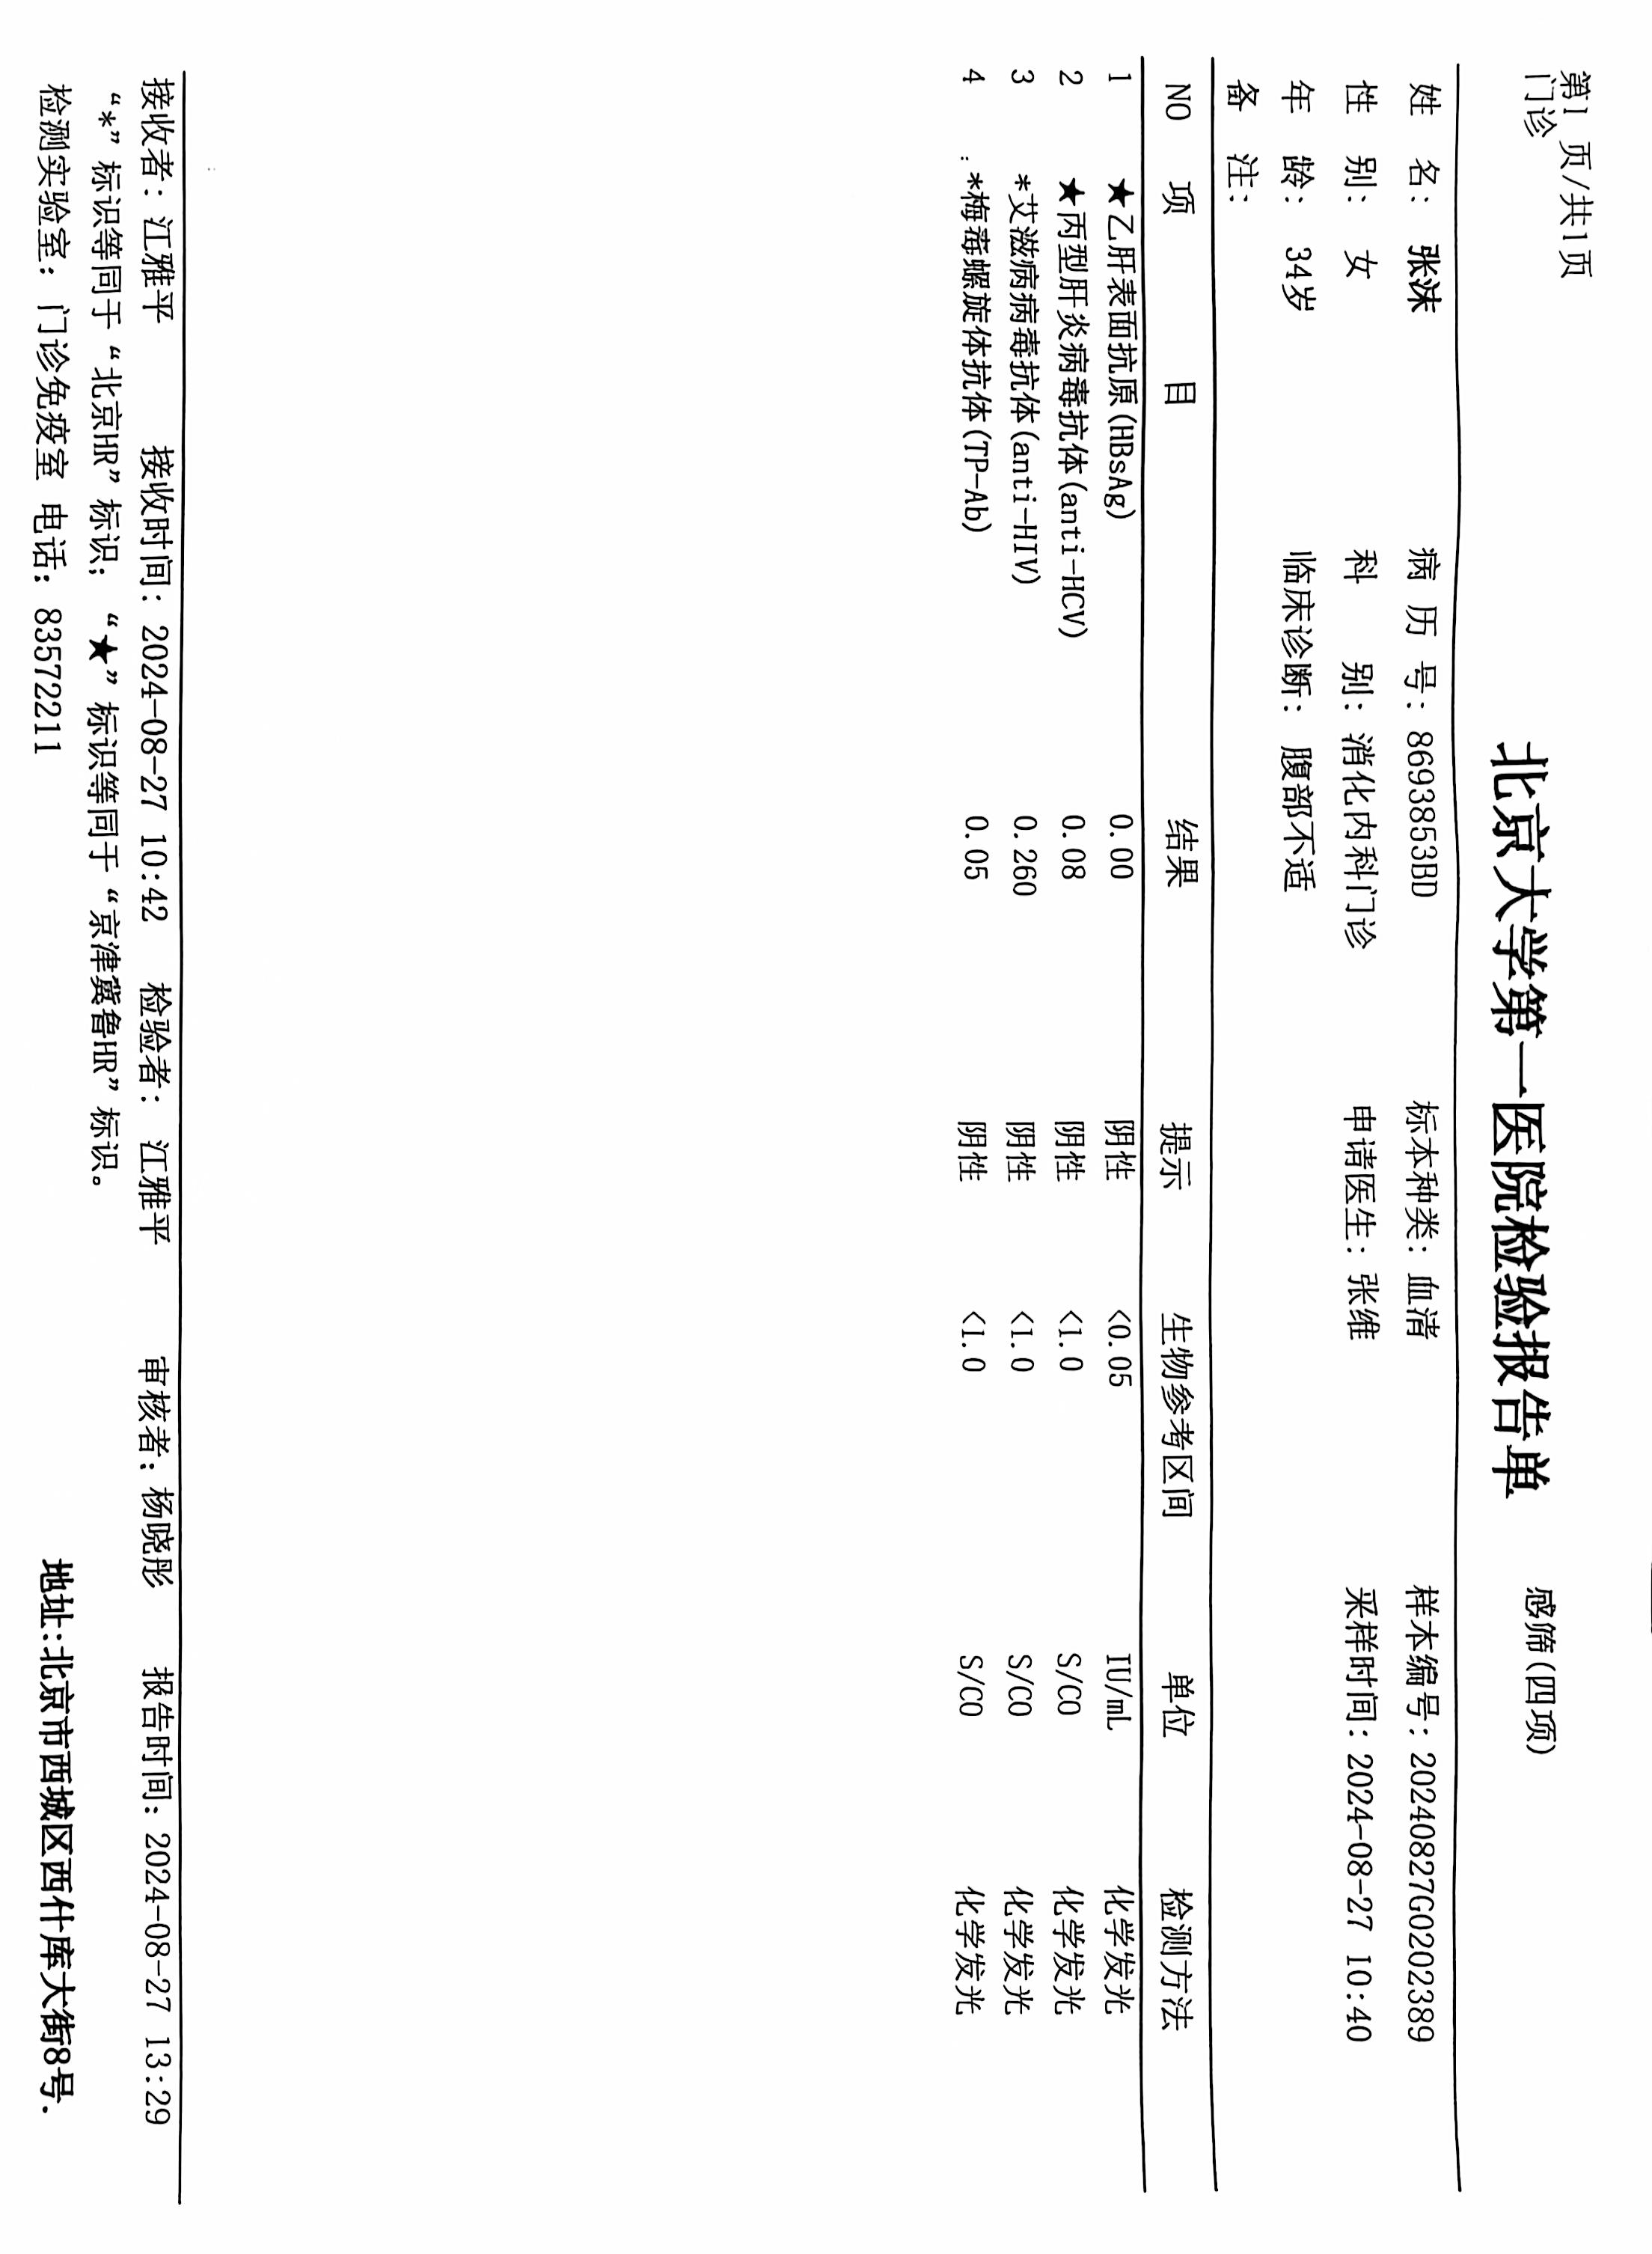 第1 页/共1页
门诊
北京大学第一医院检验报告单
感筛(四项)
姓 名: 张沫 病 历 号: 8693853BD 标本种类: 血清 样本编号: 20240827G0202389
性 别: 女 科 别: 消化内科门诊 申请医生: 张维 采样时间: 2024-08-27 10:40
年 龄: 34岁 临床诊断: 腹部不适
备 注:
NO 项 目 结果 提示 生物参考区间 单位 检测方法
1 ★乙肝表面抗原(HBsAg) 0.00 阴性 <0.05 IU/mL 化学发光
2 ★丙型肝炎病毒抗体(anti-HCV) 0.08 阴性 <1.0 S/CO 化学发光
3 *艾滋病病毒抗体(anti-HIV) 0.260 阴性 <1.0 S/CO 化学发光
4 *梅毒螺旋体抗体(TP-Ab) 0.05 阴性 <1.0 S/CO 化学发光
接收者: 江雅平 接收时间: 2024-08-27 10:42 检验者: 江雅平 审核者: 杨晓彤 报告时间: 2024-08-27 13:29
“*”标识等同于“北京HR”标识; “★”标识等同于“京津冀鲁HR”标识。
检测实验室: 门诊免疫室 电话: 83572211 地址:北京市西城区西什库大街8号.